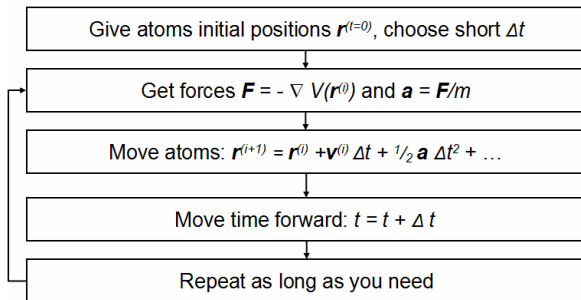 Give atoms initial positions r⁽ᵗ⁼⁰⁾, choose short Δt
Get forces F = - ∇ V(r⁽ⁱ⁾) and a = F/m
Move atoms: r⁽ⁱ⁺¹⁾ = r⁽ⁱ⁾ +v⁽ⁱ⁾ Δt + ¹/₂ a Δt² + …
Move time forward: t = t + Δ t
Repeat as long as you need